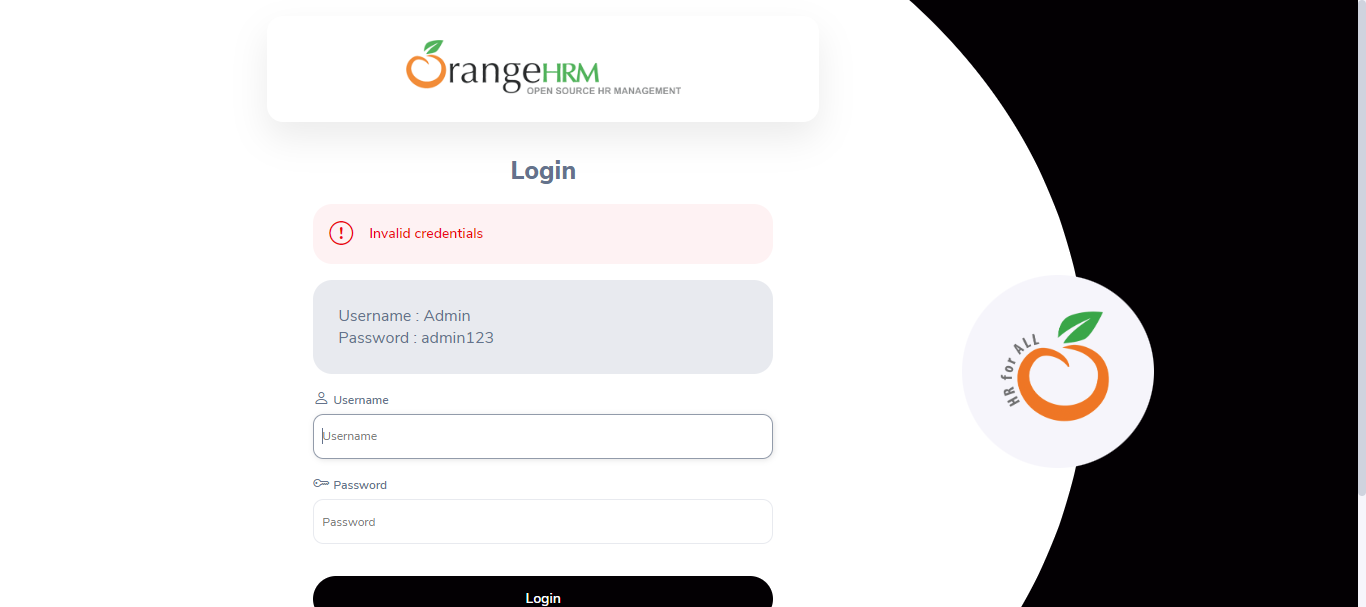 OrangeHRM
OPEN SOURCE HR MANAGEMENT
Login
Invalid credentials
Username : Admin
Password : admin123
Username
Username
Password
Password
Login
HR for ALL